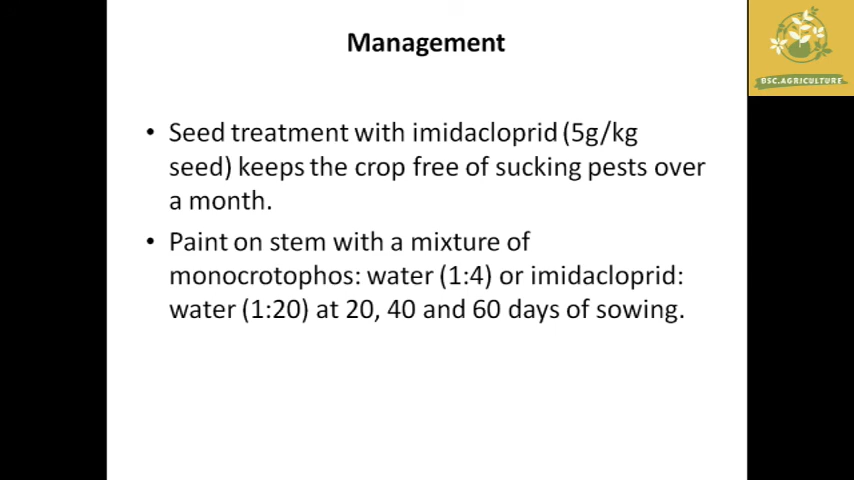 Management
BSC.AGRICULTURE
• Seed treatment with imidacloprid (5g/kg
seed) keeps the crop free of sucking pests over
a month.
• Paint on stem with a mixture of
monocrotophos: water (1:4) or imidacloprid:
water (1:20) at 20, 40 and 60 days of sowing.